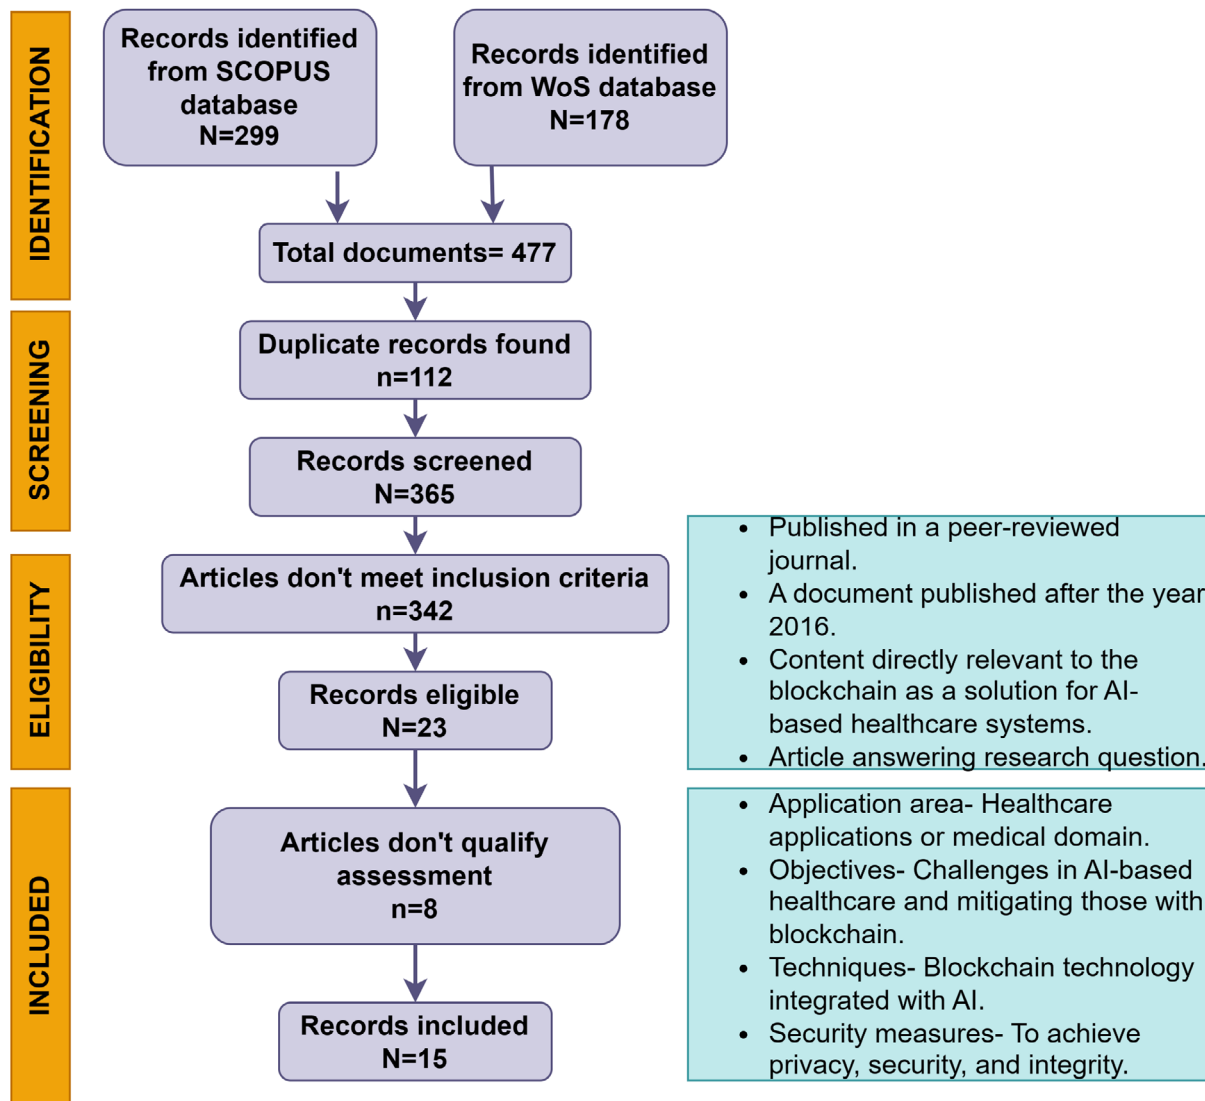 IDENTIFICATION
Records identified
from SCOPUS
database
N=299
Records identified
from WoS database
N=178
Total documents= 477
SCREENING
Duplicate records found
n=112
Records screened
N=365
ELIGIBILITY
Articles don't meet inclusion criteria
n=342
Records eligible
N=23
• Published in a peer-reviewed
journal.
• A document published after the year
2016.
• Content directly relevant to the
blockchain as a solution for AI-
based healthcare systems.
• Article answering research question.
INCLUDED
Articles don't qualify
assessment
n=8
Records included
N=15
• Application area- Healthcare
applications or medical domain.
• Objectives- Challenges in AI-based
healthcare and mitigating those with
blockchain.
• Techniques- Blockchain technology
integrated with AI.
• Security measures- To achieve
privacy, security, and integrity.